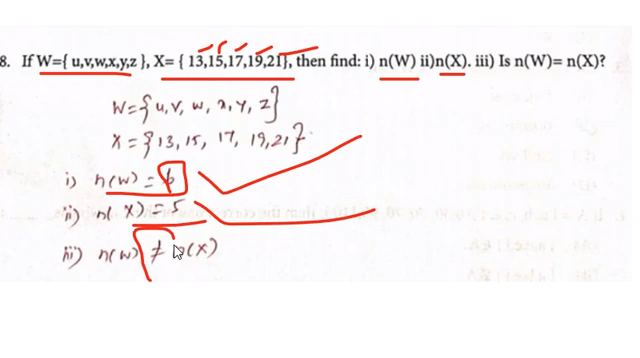 8. If W={ u,v,w,x,y,z }, X= { 13,15,17,19,21}, then find: i) n(W) ii)n(X). iii) Is n(W)= n(X)?
W={u, v, w, x, y, z}
X={13, 15, 17, 19, 21}
i) n(W) = 6
ii) n( X) = 5
iii) n(W) ≠ n(X)